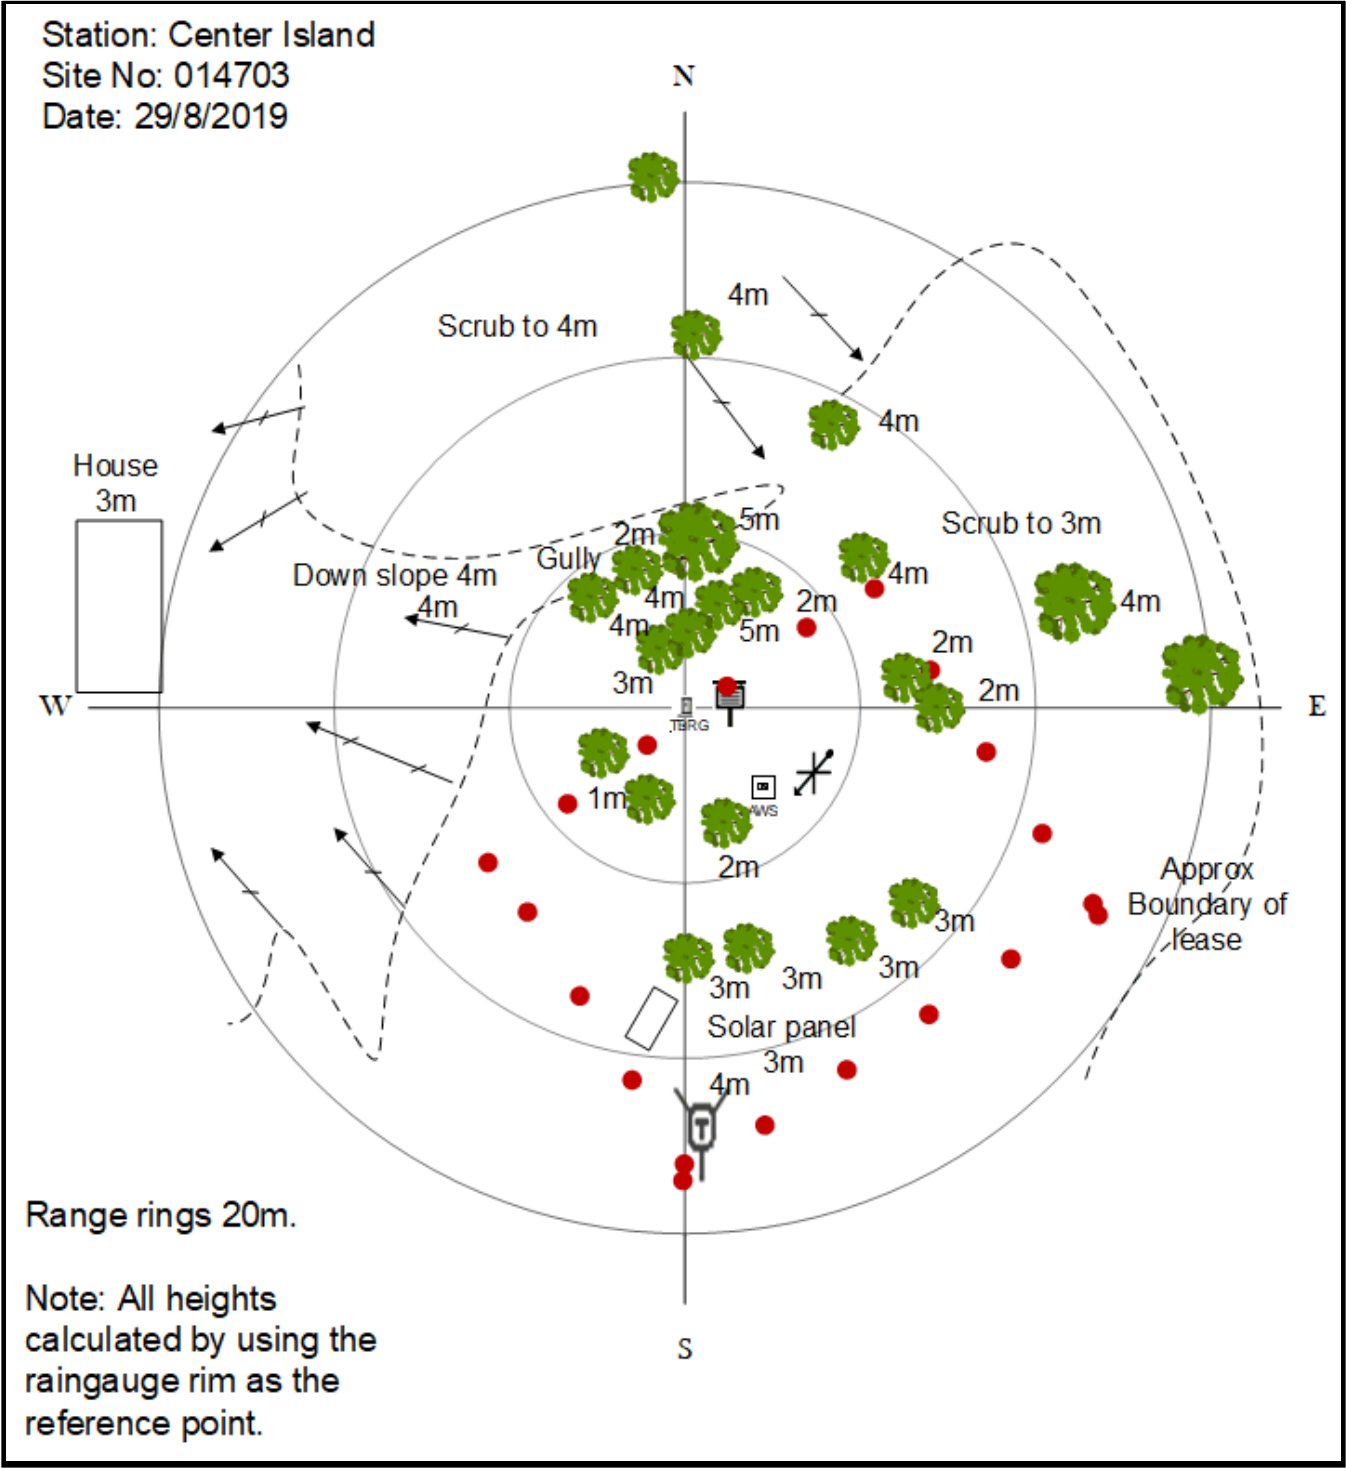 Station: Center Island
Site No: 014703
Date: 29/8/2019
N
4m
Scrub to 4m
4m
House
3m
Scrub to 3m
5m
2m
Gully
Down slope 4m
4m
4m
4m
2m
4m
4m
5m
2m
3m
2m
W
E
TBRG
1m
AWS
2m
Approx
Boundary of
lease
3m
3m
3m
3m
Solar panel
3m
4m
Range rings 20m.
Note: All heights
calculated by using the
raingauge rim as the
reference point.
S